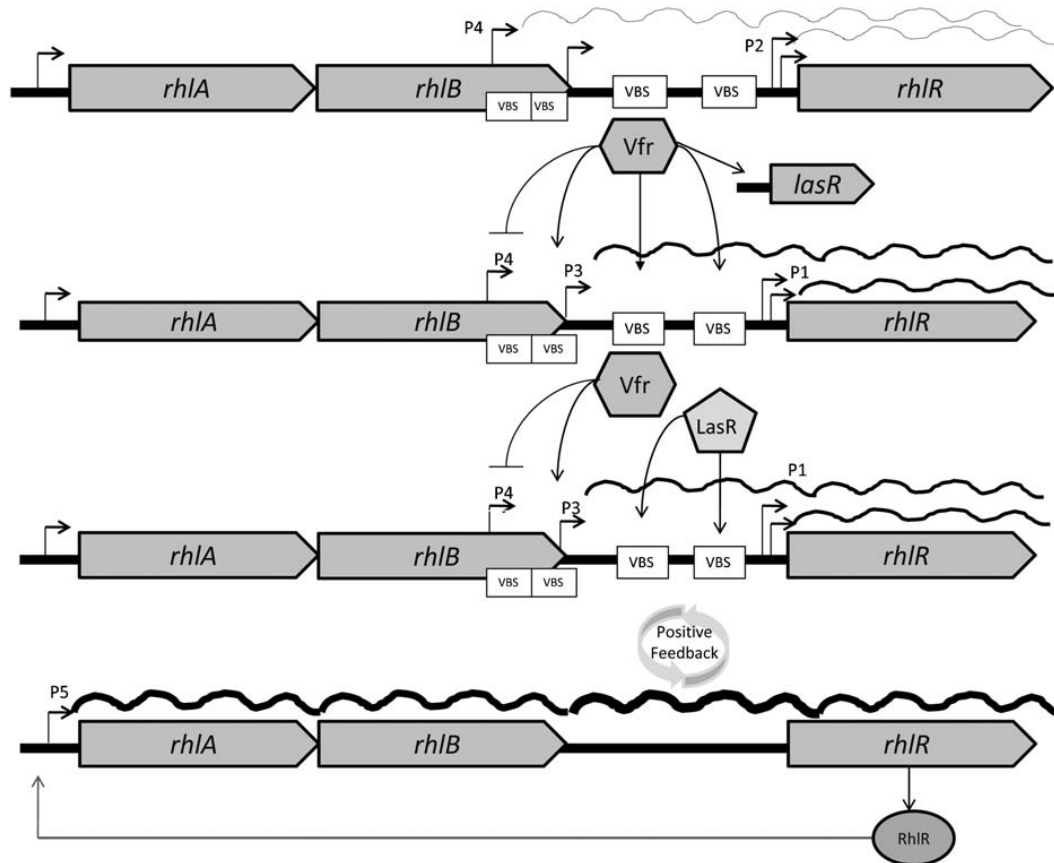 P4
P2
rhlA
rhlB
VBS
VBS
VBS
VBS
rhlR
Vfr
lasR
P4
P3
P1
rhlA
rhlB
VBS
VBS
VBS
VBS
rhlR
Vfr
LasR
P4
P3
P1
rhlA
rhlB
VBS
VBS
VBS
VBS
rhlR
Positive
Feedback
P5
rhlA
rhlB
rhlR
RhlR